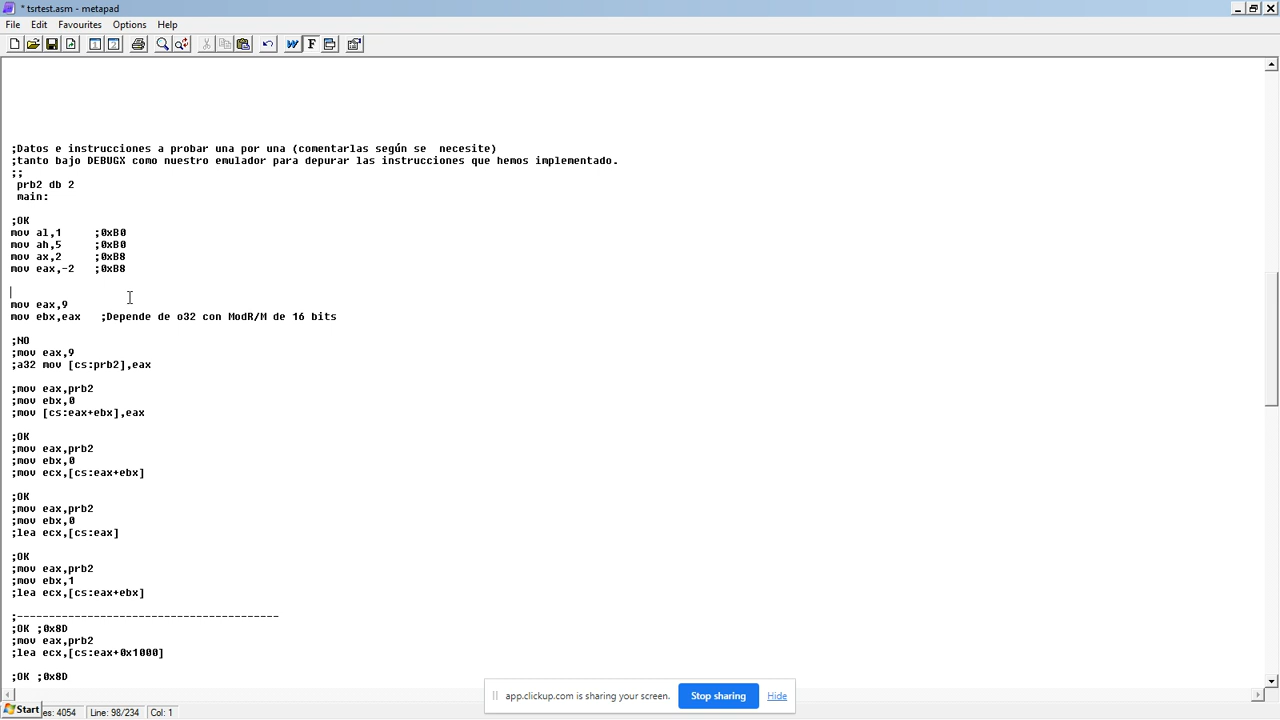 * tsrtest.asm - metapad
File Edit Favourites Options Help
;Datos e instrucciones a probar una por una (comentarlas según se  necesite)
;tanto bajo DEBUGX como nuestro emulador para depurar las instrucciones que hemos implementado.
;;
prb2 db 2
main:
;OK
mov al,1     ;0xB0
mov ah,5     ;0xB0
mov ax,2     ;0xB8
mov eax,-2   ;0xB8
mov eax,9
mov ebx,eax   ;Depende de o32 con ModR/M de 16 bits
;NO
;mov eax,9
;a32 mov [cs:prb2],eax
;mov eax,prb2
;mov ebx,0
;mov [cs:eax+ebx],eax
;OK
;mov eax,prb2
;mov ebx,0
;mov ecx,[cs:eax+ebx]
;OK
;mov eax,prb2
;mov ebx,0
;lea ecx,[cs:eax]
;OK
;mov eax,prb2
;mov ebx,1
;lea ecx,[cs:eax+ebx]
;-----------------------------------------
;OK ;0x8D
;mov eax,prb2
;lea ecx,[cs:eax+0x1000]
;OK ;0x8D
app.clickup.com is sharing your screen. Stop sharing Hide
Start es: 4054 Line: 98/234 Col: 1